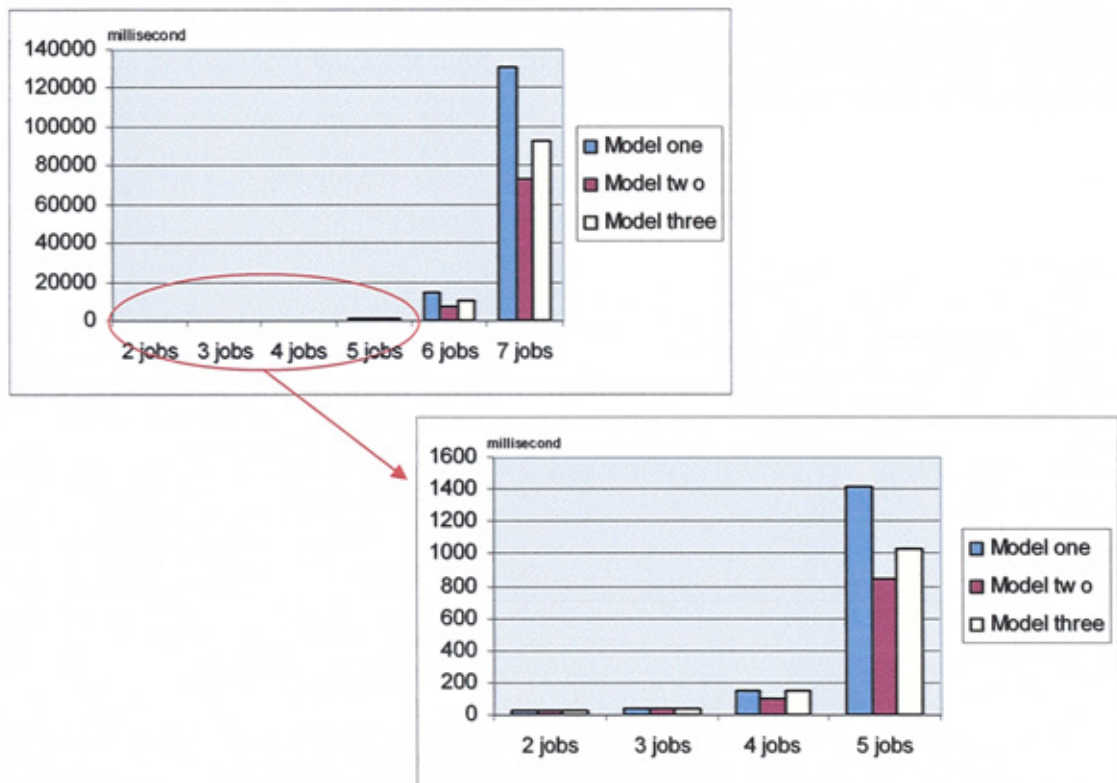 millisecond
140000
120000
100000
80000
60000
40000
20000
0
2 jobs 3 jobs 4 jobs 5 jobs 6 jobs 7 jobs
Model one
Model tw o
Model three
millisecond
1600
1400
1200
1000
800
600
400
200
0
2 jobs 3 jobs 4 jobs 5 jobs
Model one
Model tw o
Model three